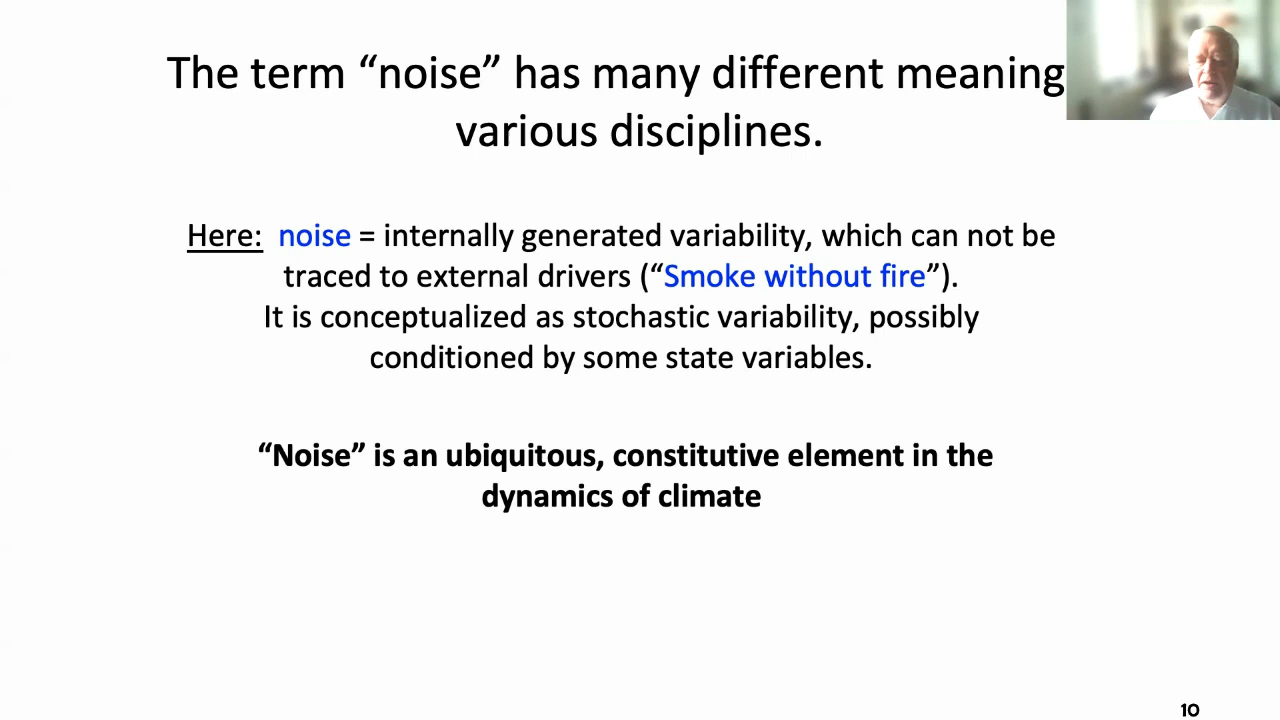 The term “noise” has many different meaning
various disciplines.
Here: noise = internally generated variability, which can not be
traced to external drivers (“Smoke without fire”).
It is conceptualized as stochastic variability, possibly
conditioned by some state variables.
“Noise” is an ubiquitous, constitutive element in the
dynamics of climate
10